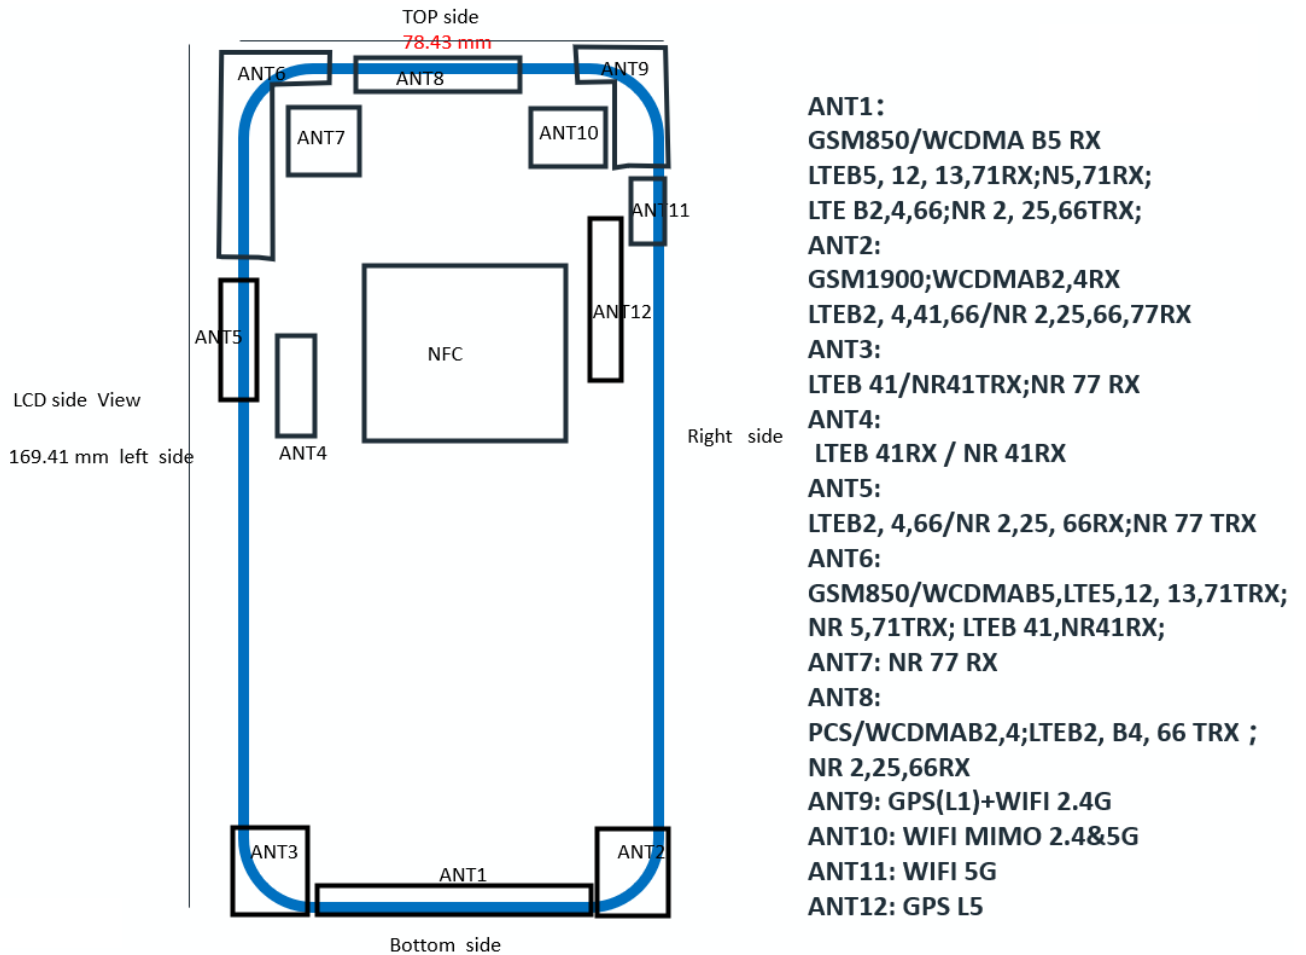 TOP side
78.43 mm
ANT6
ANT8
ANT9
ANT7
ANT10
ANT11
ANT12
ANT5
NFC
LCD side View
ANT4
Right side
169.41 mm left side
ANT3
ANT2
ANT1
Bottom side
ANT1：
GSM850/WCDMA B5 RX
LTEB5, 12, 13,71RX;N5,71RX;
LTE B2,4,66;NR 2, 25,66TRX;
ANT2:
GSM1900;WCDMAB2,4RX
LTEB2, 4,41,66/NR 2,25,66,77RX
ANT3:
LTEB 41/NR41TRX;NR 77 RX
ANT4:
LTEB 41RX / NR 41RX
ANT5:
LTEB2, 4,66/NR 2,25, 66RX;NR 77 TRX
ANT6:
GSM850/WCDMAB5,LTE5,12, 13,71TRX;
NR 5,71TRX; LTEB 41,NR41RX;
ANT7: NR 77 RX
ANT8:
PCS/WCDMAB2,4;LTEB2, B4, 66 TRX；
NR 2,25,66RX
ANT9: GPS(L1)+WIFI 2.4G
ANT10: WIFI MIMO 2.4&5G
ANT11: WIFI 5G
ANT12: GPS L5